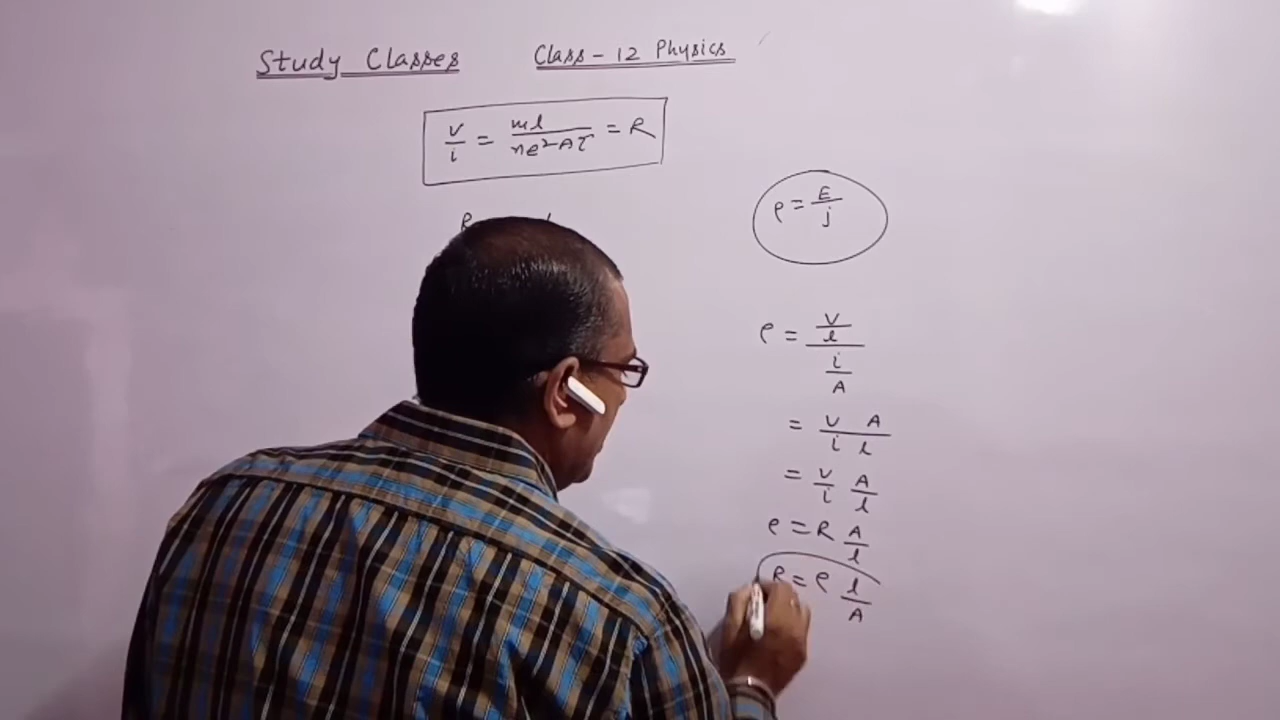 Study Classes Class - 12 Physics
V/i = ml/ne²Aτ = R
R
ρ = E/j
ρ = (V/l)/(i/A)
= V A/i l
= V/i A/l
ρ = R A/l
R = ρ l/A